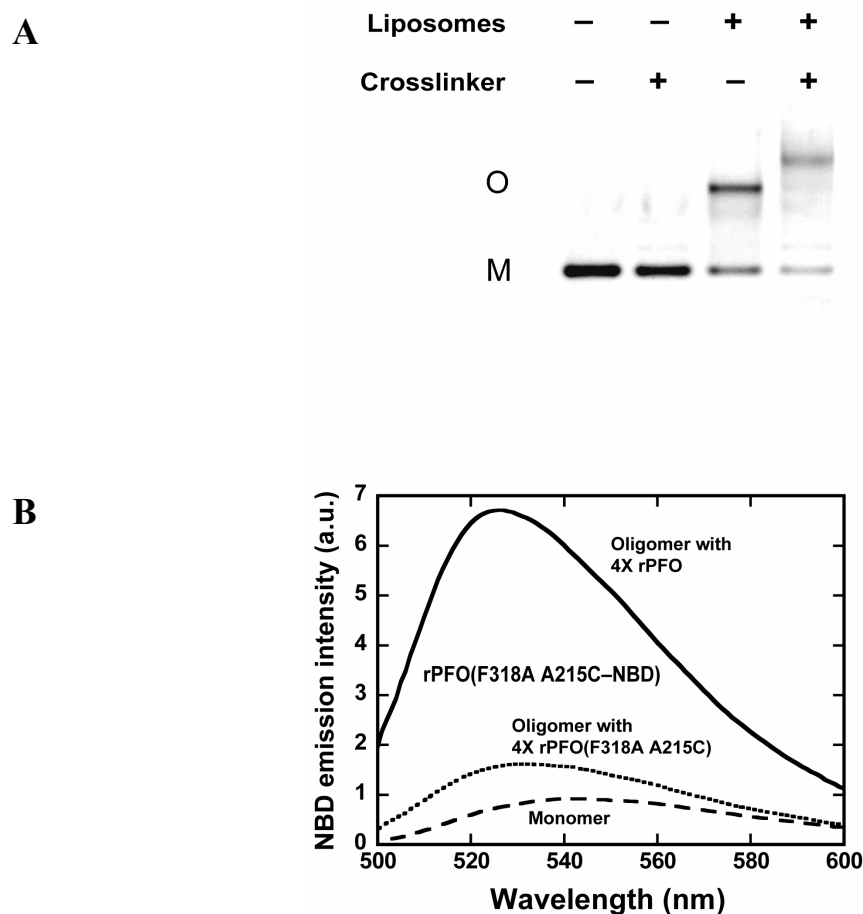 A
Liposomes – – + +
Crosslinker – + – +
O
M
B
NBD emission intensity (a.u.)
7
6
5
4
3
2
1
0
Oligomer with
4X rPFO
rPFO(F318A A215C–NBD)
Oligomer with
4X rPFO(F318A A215C)
Monomer
500 520 540 560 580 600
Wavelength (nm)